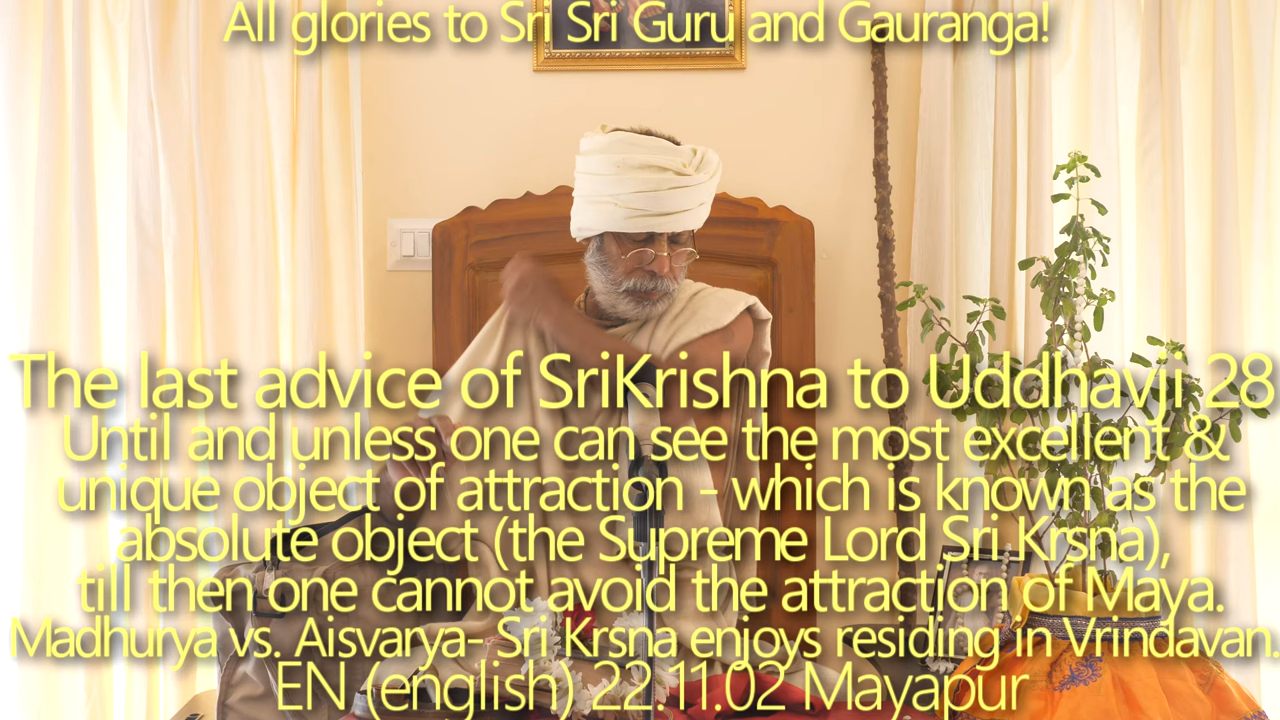 All glories to Sri Sri Guru and Gauranga!
The last advice of SriKrishna to Uddhavji 28
Until and unless one can see the most excellent &
unique object of attraction - which is known as the
absolute object (the Supreme Lord Sri Krsna),
till then one cannot avoid the attraction of Maya.
Madhurya vs. Aisvarya- Sri Krsna enjoys residing in Vrindavan.
EN (english) 22.11.02 Mayapur